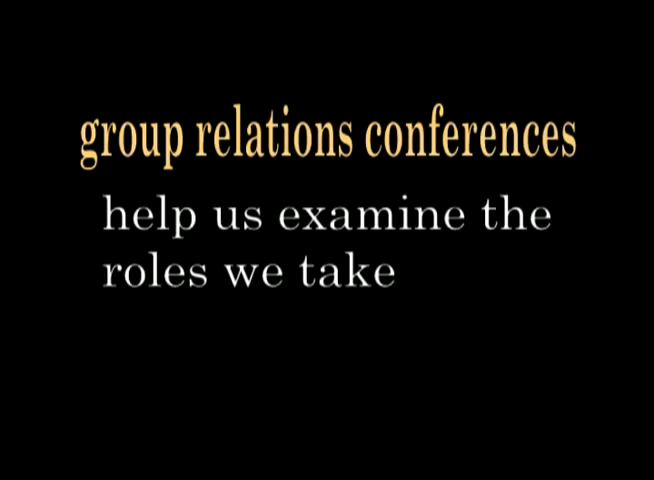 group relations conferences
help us examine the
roles we take